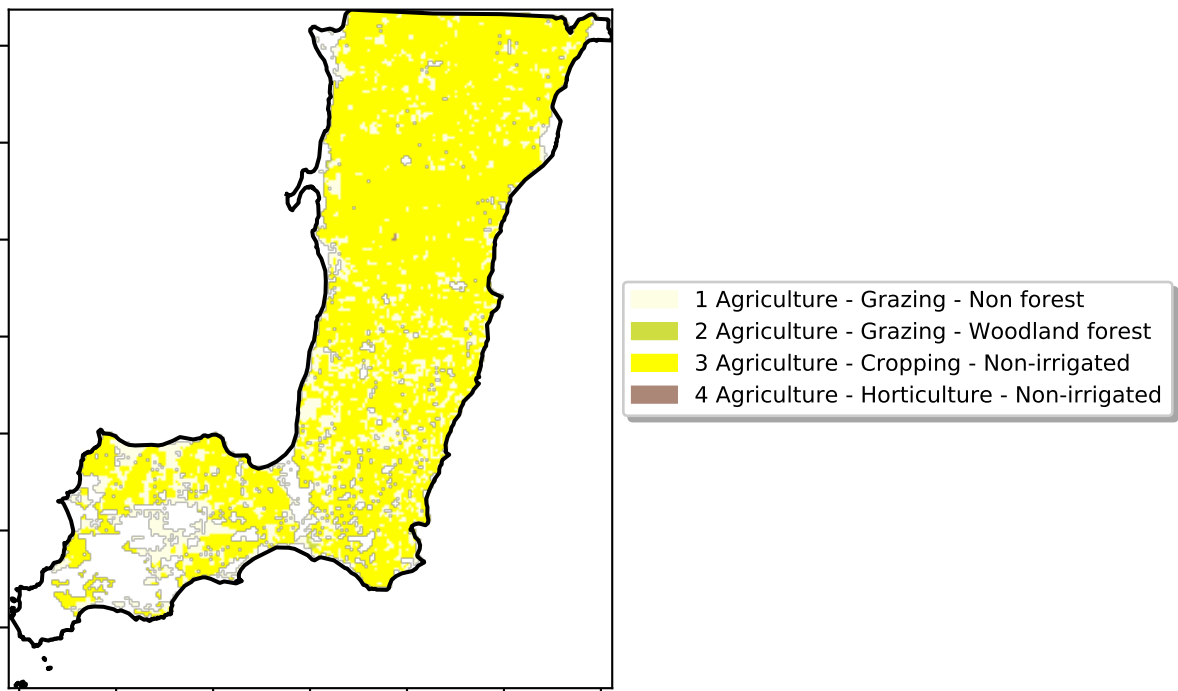 1 Agriculture - Grazing - Non forest
2 Agriculture - Grazing - Woodland forest
3 Agriculture - Cropping - Non-irrigated
4 Agriculture - Horticulture - Non-irrigated